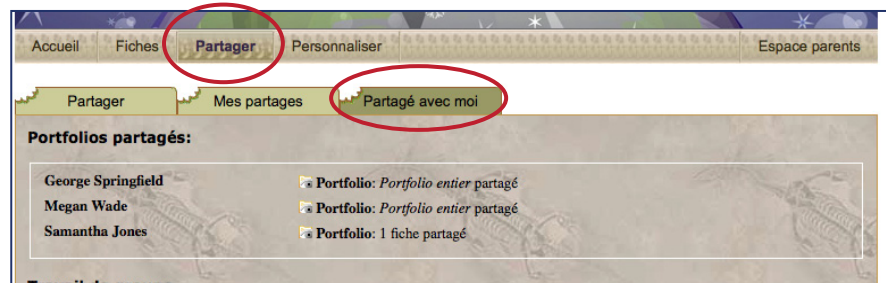 Accueil Fiches Partager Personnaliser Espace parents
Partager Mes partages Partagé avec moi
Portfolios partagés:
George Springfield Portfolio: Portfolio entier partagé
Megan Wade Portfolio: Portfolio entier partagé
Samantha Jones Portfolio: 1 fiche partagé